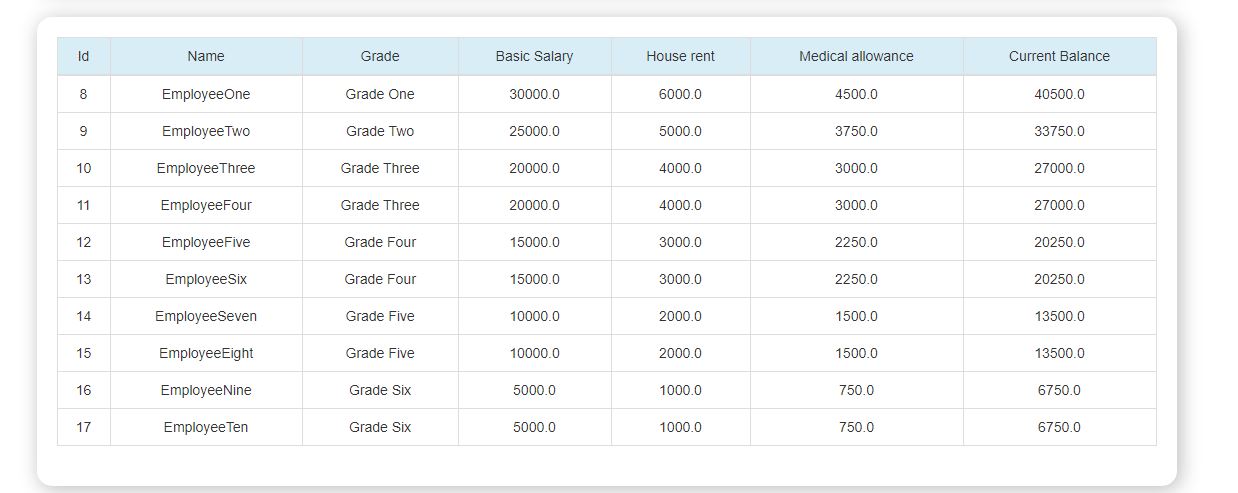 Id Name Grade Basic Salary House rent Medical allowance Current Balance
8 EmployeeOne Grade One 30000.0 6000.0 4500.0 40500.0
9 EmployeeTwo Grade Two 25000.0 5000.0 3750.0 33750.0
10 EmployeeThree Grade Three 20000.0 4000.0 3000.0 27000.0
11 EmployeeFour Grade Three 20000.0 4000.0 3000.0 27000.0
12 EmployeeFive Grade Four 15000.0 3000.0 2250.0 20250.0
13 EmployeeSix Grade Four 15000.0 3000.0 2250.0 20250.0
14 EmployeeSeven Grade Five 10000.0 2000.0 1500.0 13500.0
15 EmployeeEight Grade Five 10000.0 2000.0 1500.0 13500.0
16 EmployeeNine Grade Six 5000.0 1000.0 750.0 6750.0
17 EmployeeTen Grade Six 5000.0 1000.0 750.0 6750.0